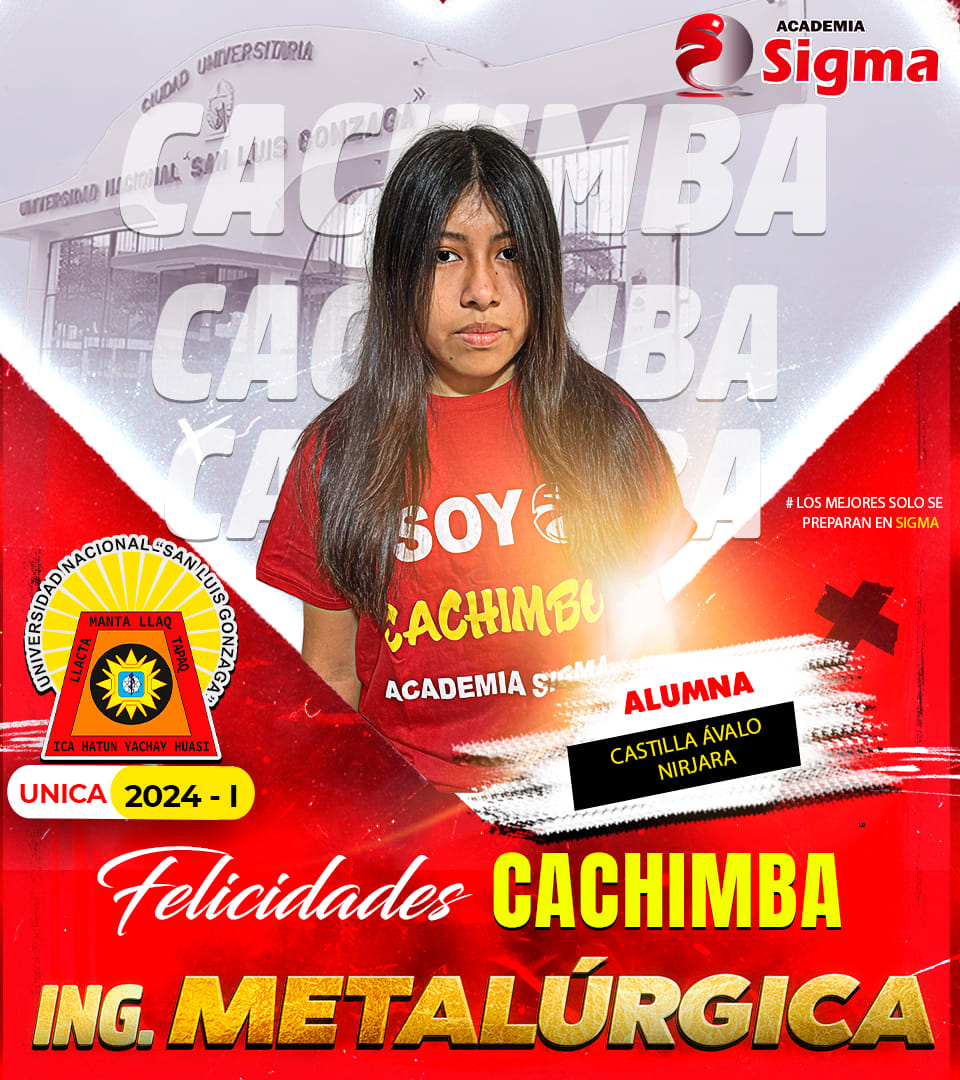 ACADEMIA
Sigma
CIUDAD UNIVERSITARIA
UNIVERSIDAD NACIONAL "SAN LUIS GONZAGA"
CACHIMBA
CACHIMBA
CACHIMBA
SOY
CACHIMBO
ACADEMIA SIGMA
# LOS MEJORES SOLO SE
PREPARAN EN SIGMA
UNIVERSIDAD NACIONAL "SAN LUIS GONZAGA"
MANTA LLAQ
LLACTA
TAPAQ
ICA HATUN YACHAY HUASI
UNICA 2024 - I
ALUMNA
CASTILLA ÁVALO
NIRJARA
Felicidades CACHIMBA
ING. METALÚRGICA